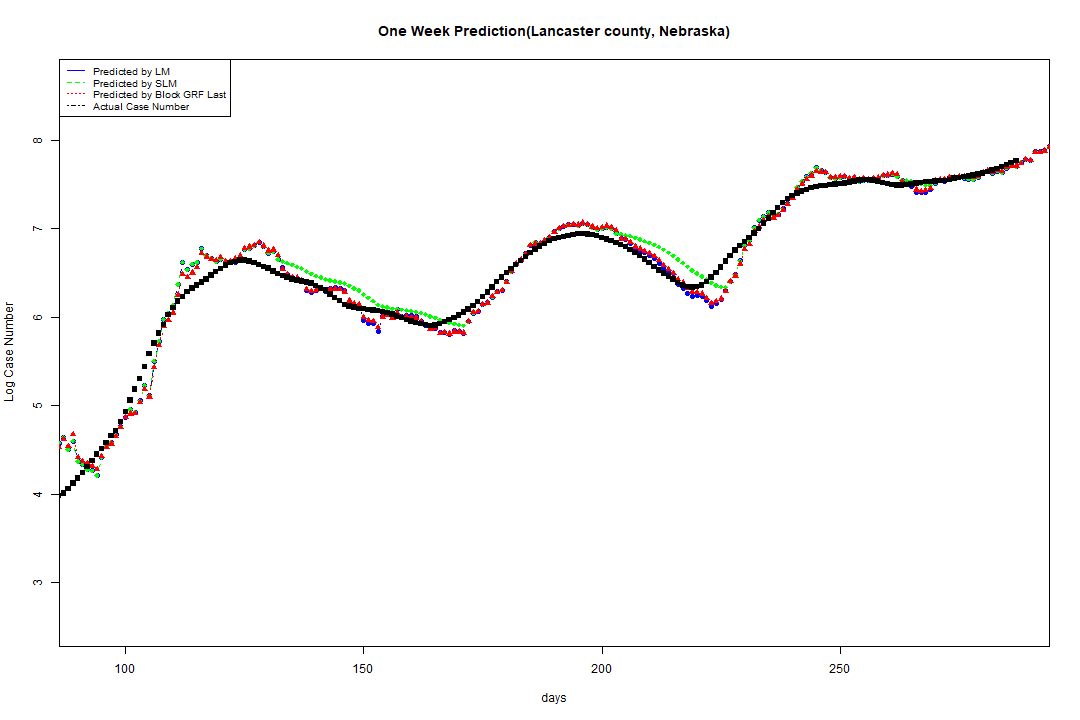 One Week Prediction(Lancaster county, Nebraska)
Predicted by LM
Predicted by SLM
Predicted by Block GRF Last
Actual Case Number
8
7
6
5
4
3
Log Case Number
100
150
200
250
days